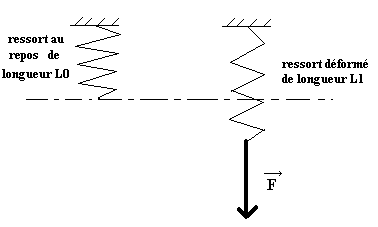 ressort au
repos de
longueur L0
ressort déformé
de longueur L1
F